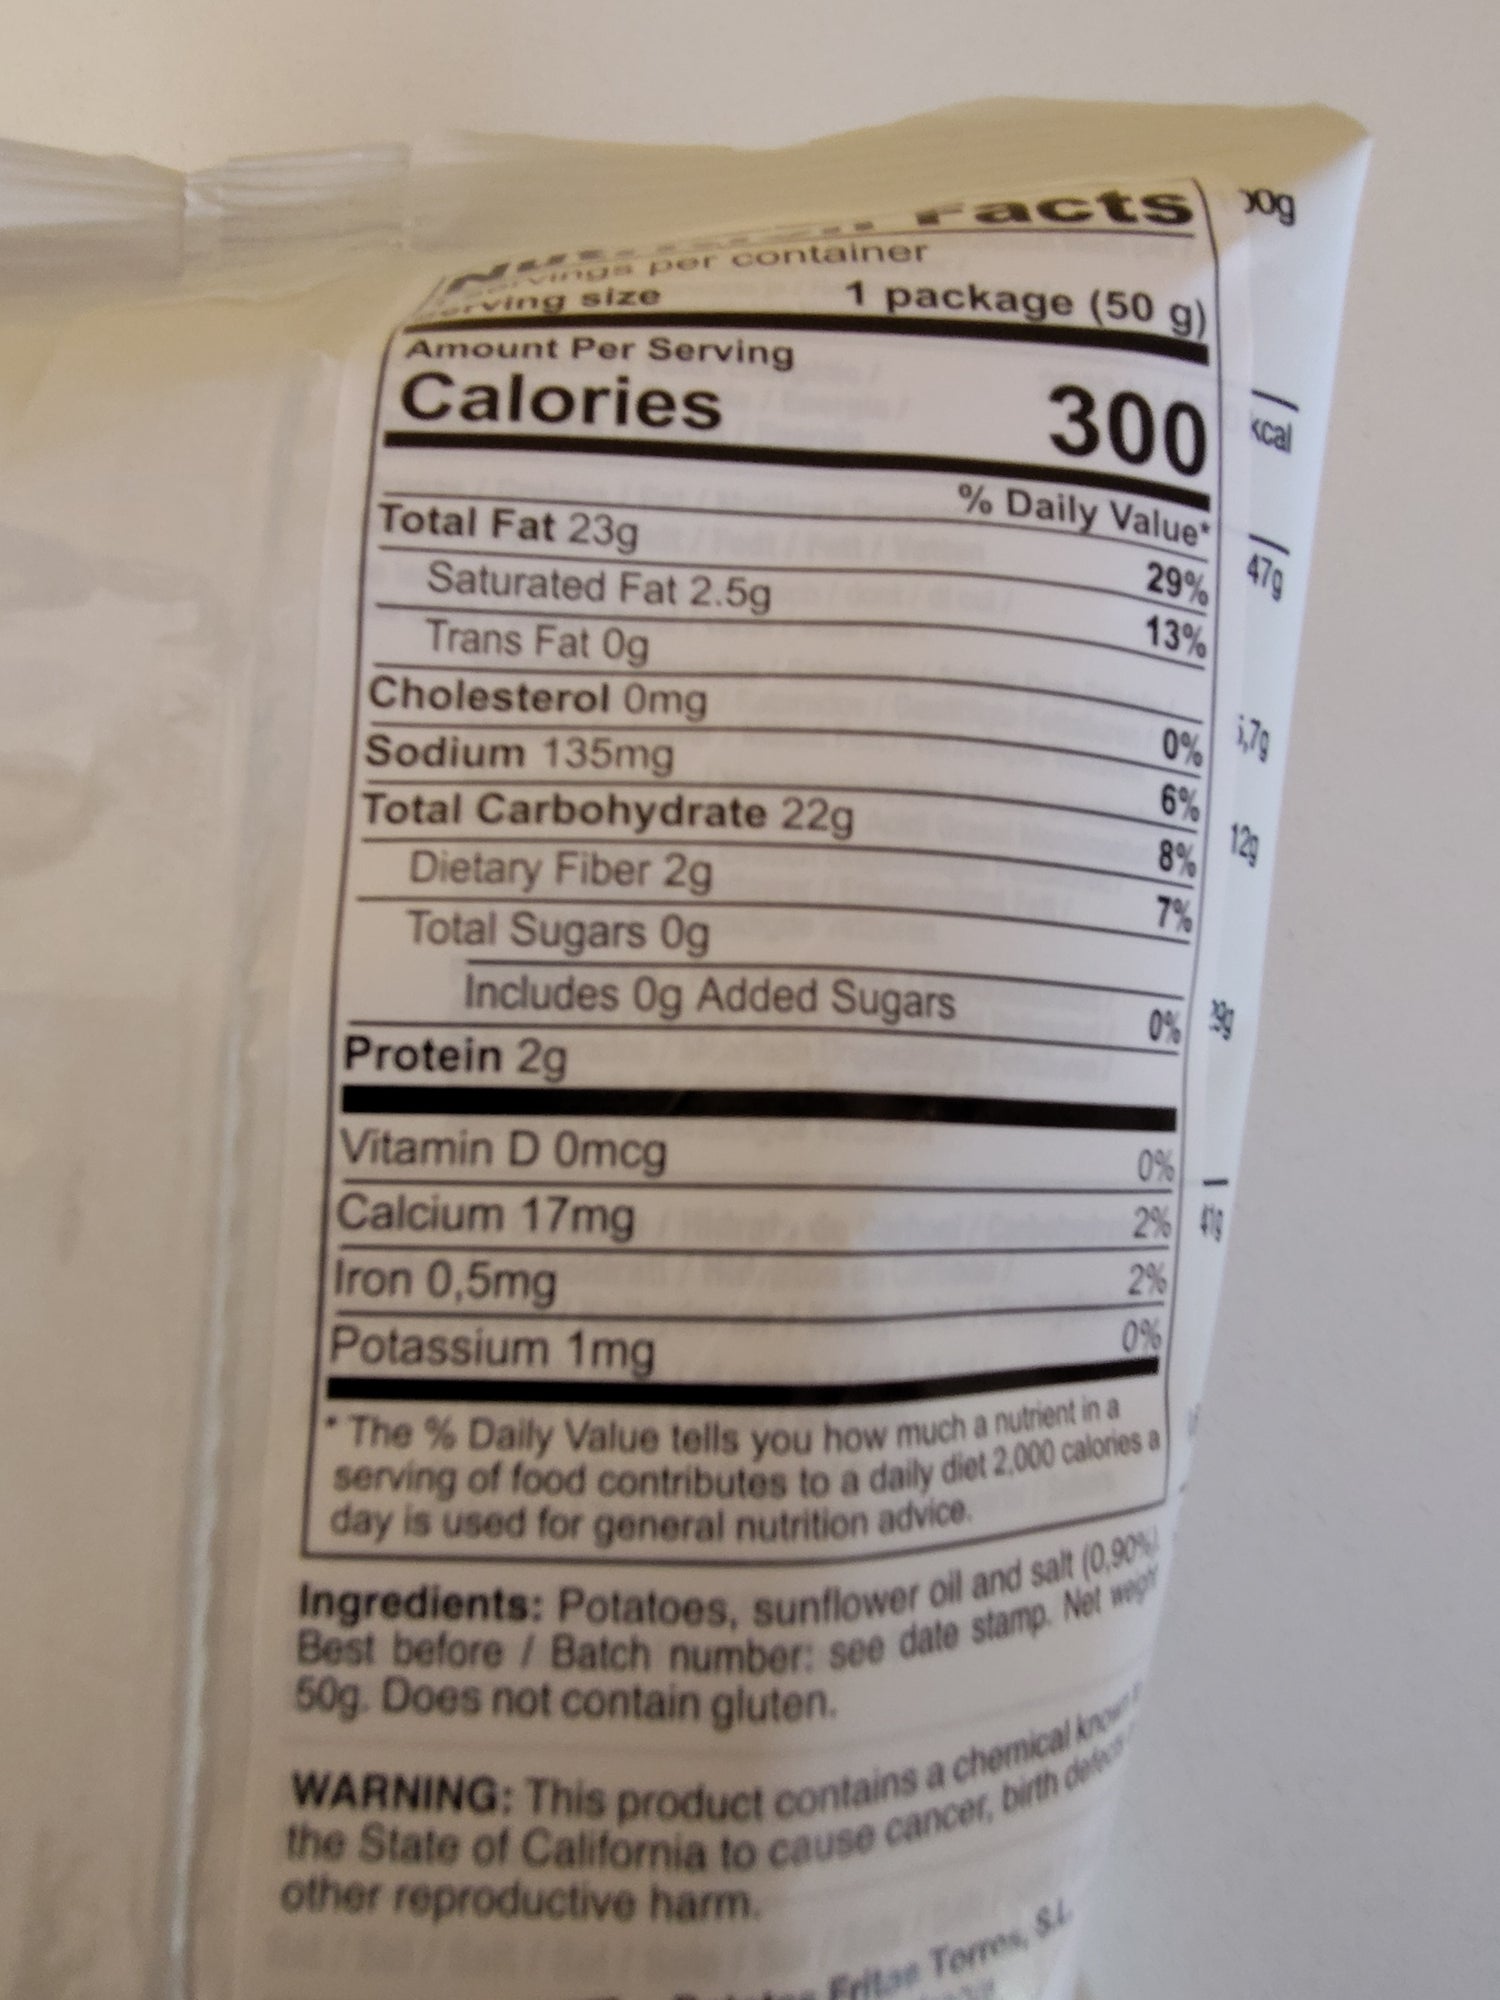 Facts
per container
serving size 1 package (50 g)
Amount Per Serving
Calories 300
% Daily Value*
Total Fat 23g 29%
Saturated Fat 2.5g 13%
Trans Fat 0g
Cholesterol 0mg 0%
Sodium 135mg 6%
Total Carbohydrate 22g 8%
Dietary Fiber 2g 7%
Total Sugars 0g
Includes 0g Added Sugars 0%
Protein 2g
Vitamin D 0mcg 0%
Calcium 17mg 2%
Iron 0,5mg 2%
Potassium 1mg 0%
* The % Daily Value tells you how much a nutrient in a
serving of food contributes to a daily diet 2,000 calories a
day is used for general nutrition advice.
Ingredients: Potatoes, sunflower oil and salt (0,90%)
Best before / Batch number: see date stamp. Net weight
50g. Does not contain gluten.
WARNING: This product contains a chemical known
the State of California to cause cancer, birth defects
other reproductive harm.
Fritas Torres, S.L.
kcal
47g
12g
41g